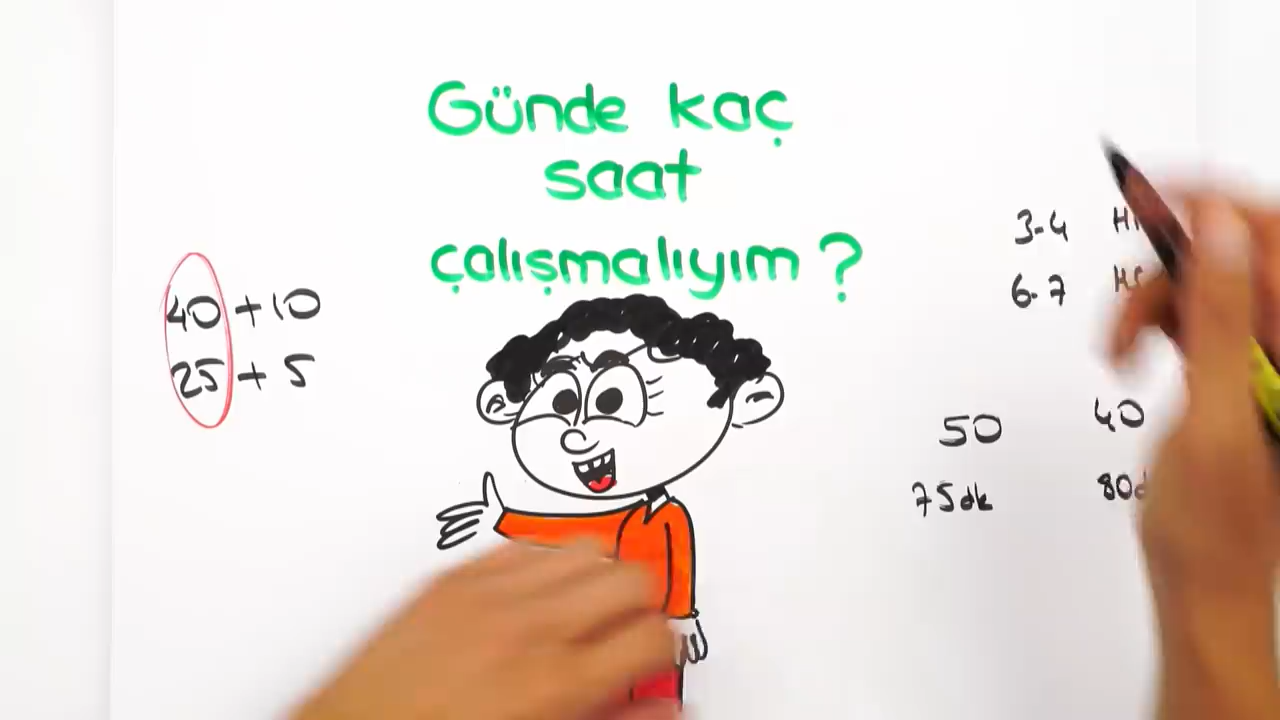 Günde kaç
saat
çalışmalıyım?
40 + 10
25 + 5
3-4
6-7
50 40
75dk